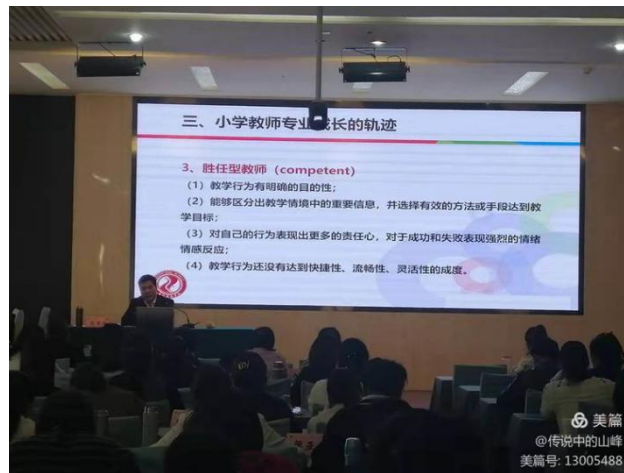 三、小学教师专业成长的轨迹
3、胜任型教师（competent）
（1）教学行为有明确的目的性；
（2）能够区分出教学情境中的重要信息，并选择有效的方法或手段达到教
学目标；
（3）对自己的行为表现出更多的责任心，对于成功和失败表现强烈的情绪
情感反应；
（4）教学行为还没有达到快捷性、流畅性、灵活性的成度。
美篇
@传说中的山峰
美篇号: 13005488